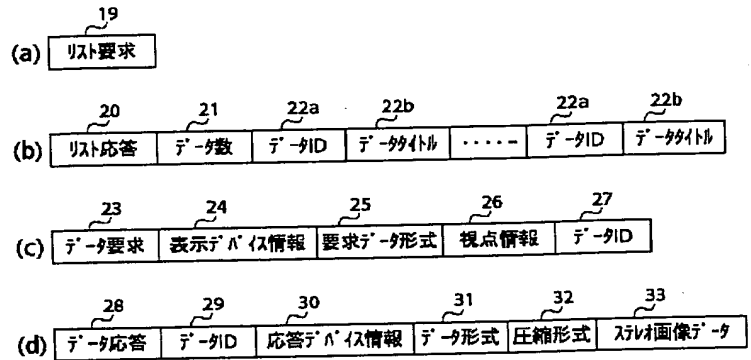 19
(a) リスト要求
20 21 22a 22b 22a 22b
(b) リスト応答 データ数 データID データタイトル ・・・・- データID データタイトル
23 24 25 26 27
(c) データ要求 表示デバイス情報 要求データ形式 視点情報 データID
28 29 30 31 32 33
(d) データ応答 データID 応答デバイス情報 データ形式 圧縮形式 ステレオ画像データ